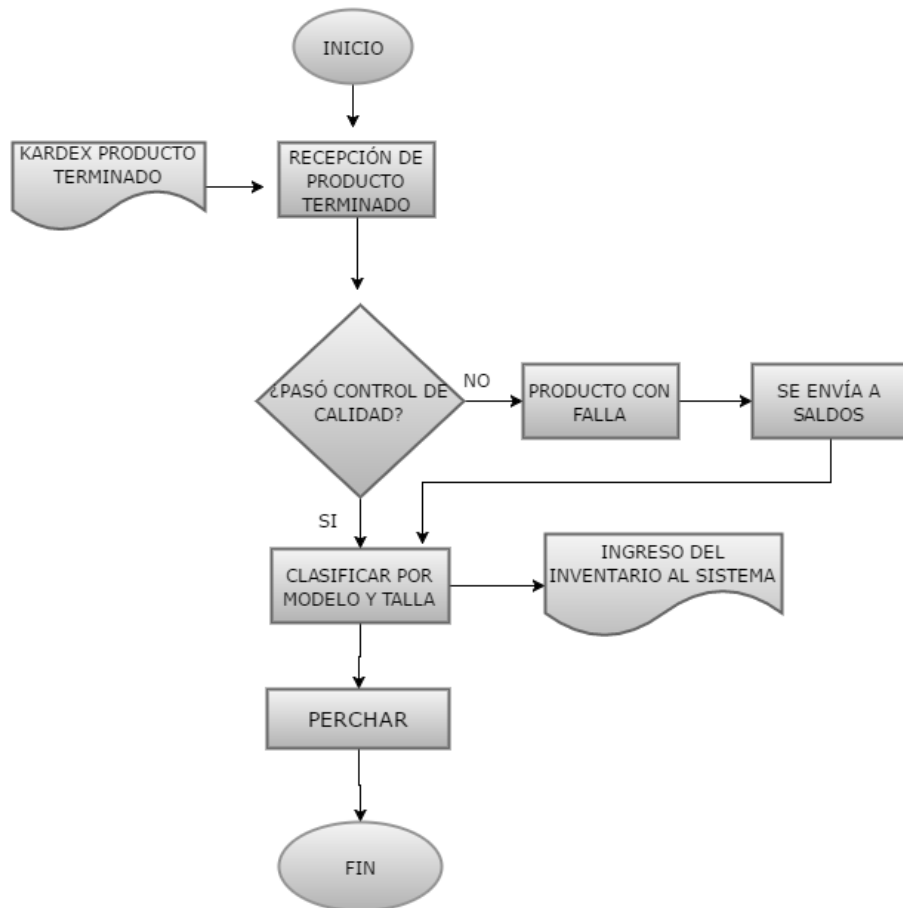 INICIO
KARDEX PRODUCTO
TERMINADO
RECEPCIÓN DE
PRODUCTO
TERMINADO
¿PASÓ CONTROL DE
CALIDAD?
NO
PRODUCTO CON
FALLA
SE ENVÍA A
SALDOS
SI
CLASIFICAR POR
MODELO Y TALLA
INGRESO DEL
INVENTARIO AL SISTEMA
PERCHAR
FIN